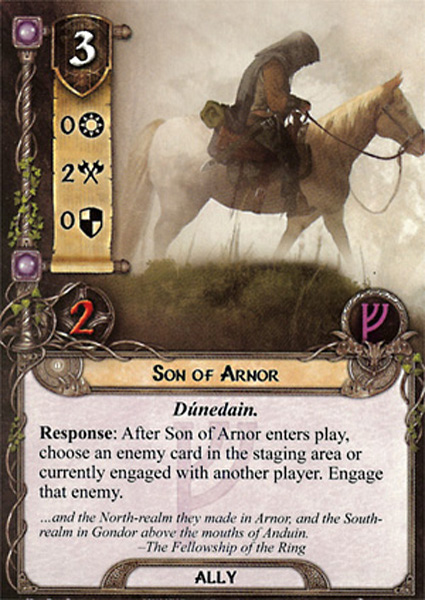 3
0
2
0
2
Son of Arnor
Dúnedain.
Response: After Son of Arnor enters play,
choose an enemy card in the staging area or
currently engaged with another player. Engage
that enemy.
…and the North-realm they made in Arnor, and the South-
realm in Gondor above the mouths of Anduin.
–The Fellowship of the Ring
ALLY